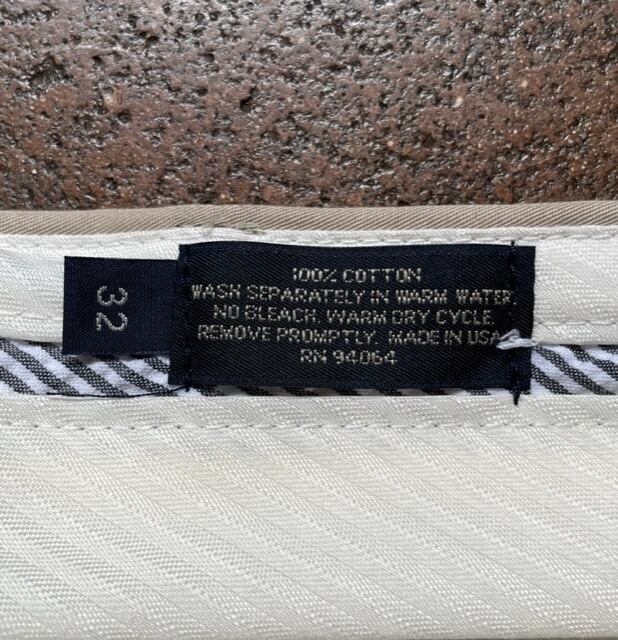 32
100% COTTON
WASH SEPARATELY IN WARM WATER.
NO BLEACH. WARM DRY CYCLE.
REMOVE PROMPTLY. MADE IN USA
RN 94064